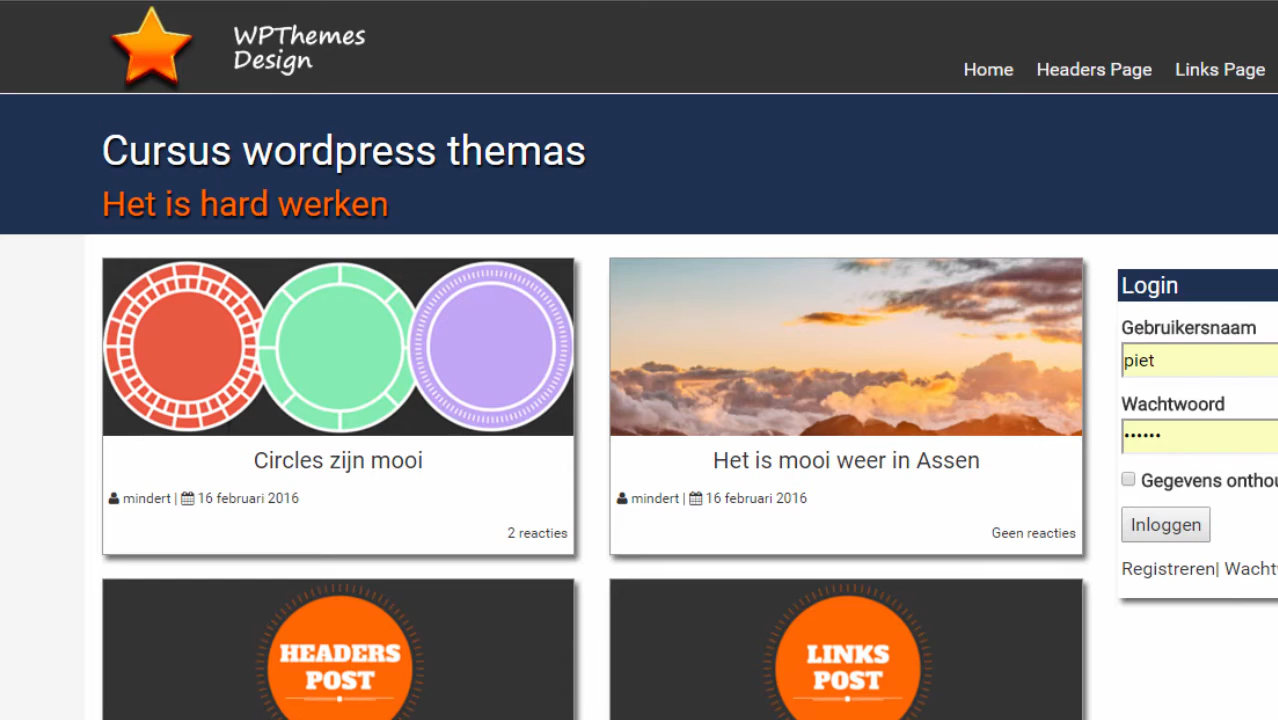 WPThemes
Design
Home Headers Page Links Page
Cursus wordpress themas
Het is hard werken
Circles zijn mooi
mindert | 16 februari 2016
2 reacties
Het is mooi weer in Assen
mindert | 16 februari 2016
Geen reacties
HEADERS
POST
LINKS
POST
Login
Gebruikersnaam
piet
Wachtwoord
••••••
Gegevens
Inloggen
Registreren|